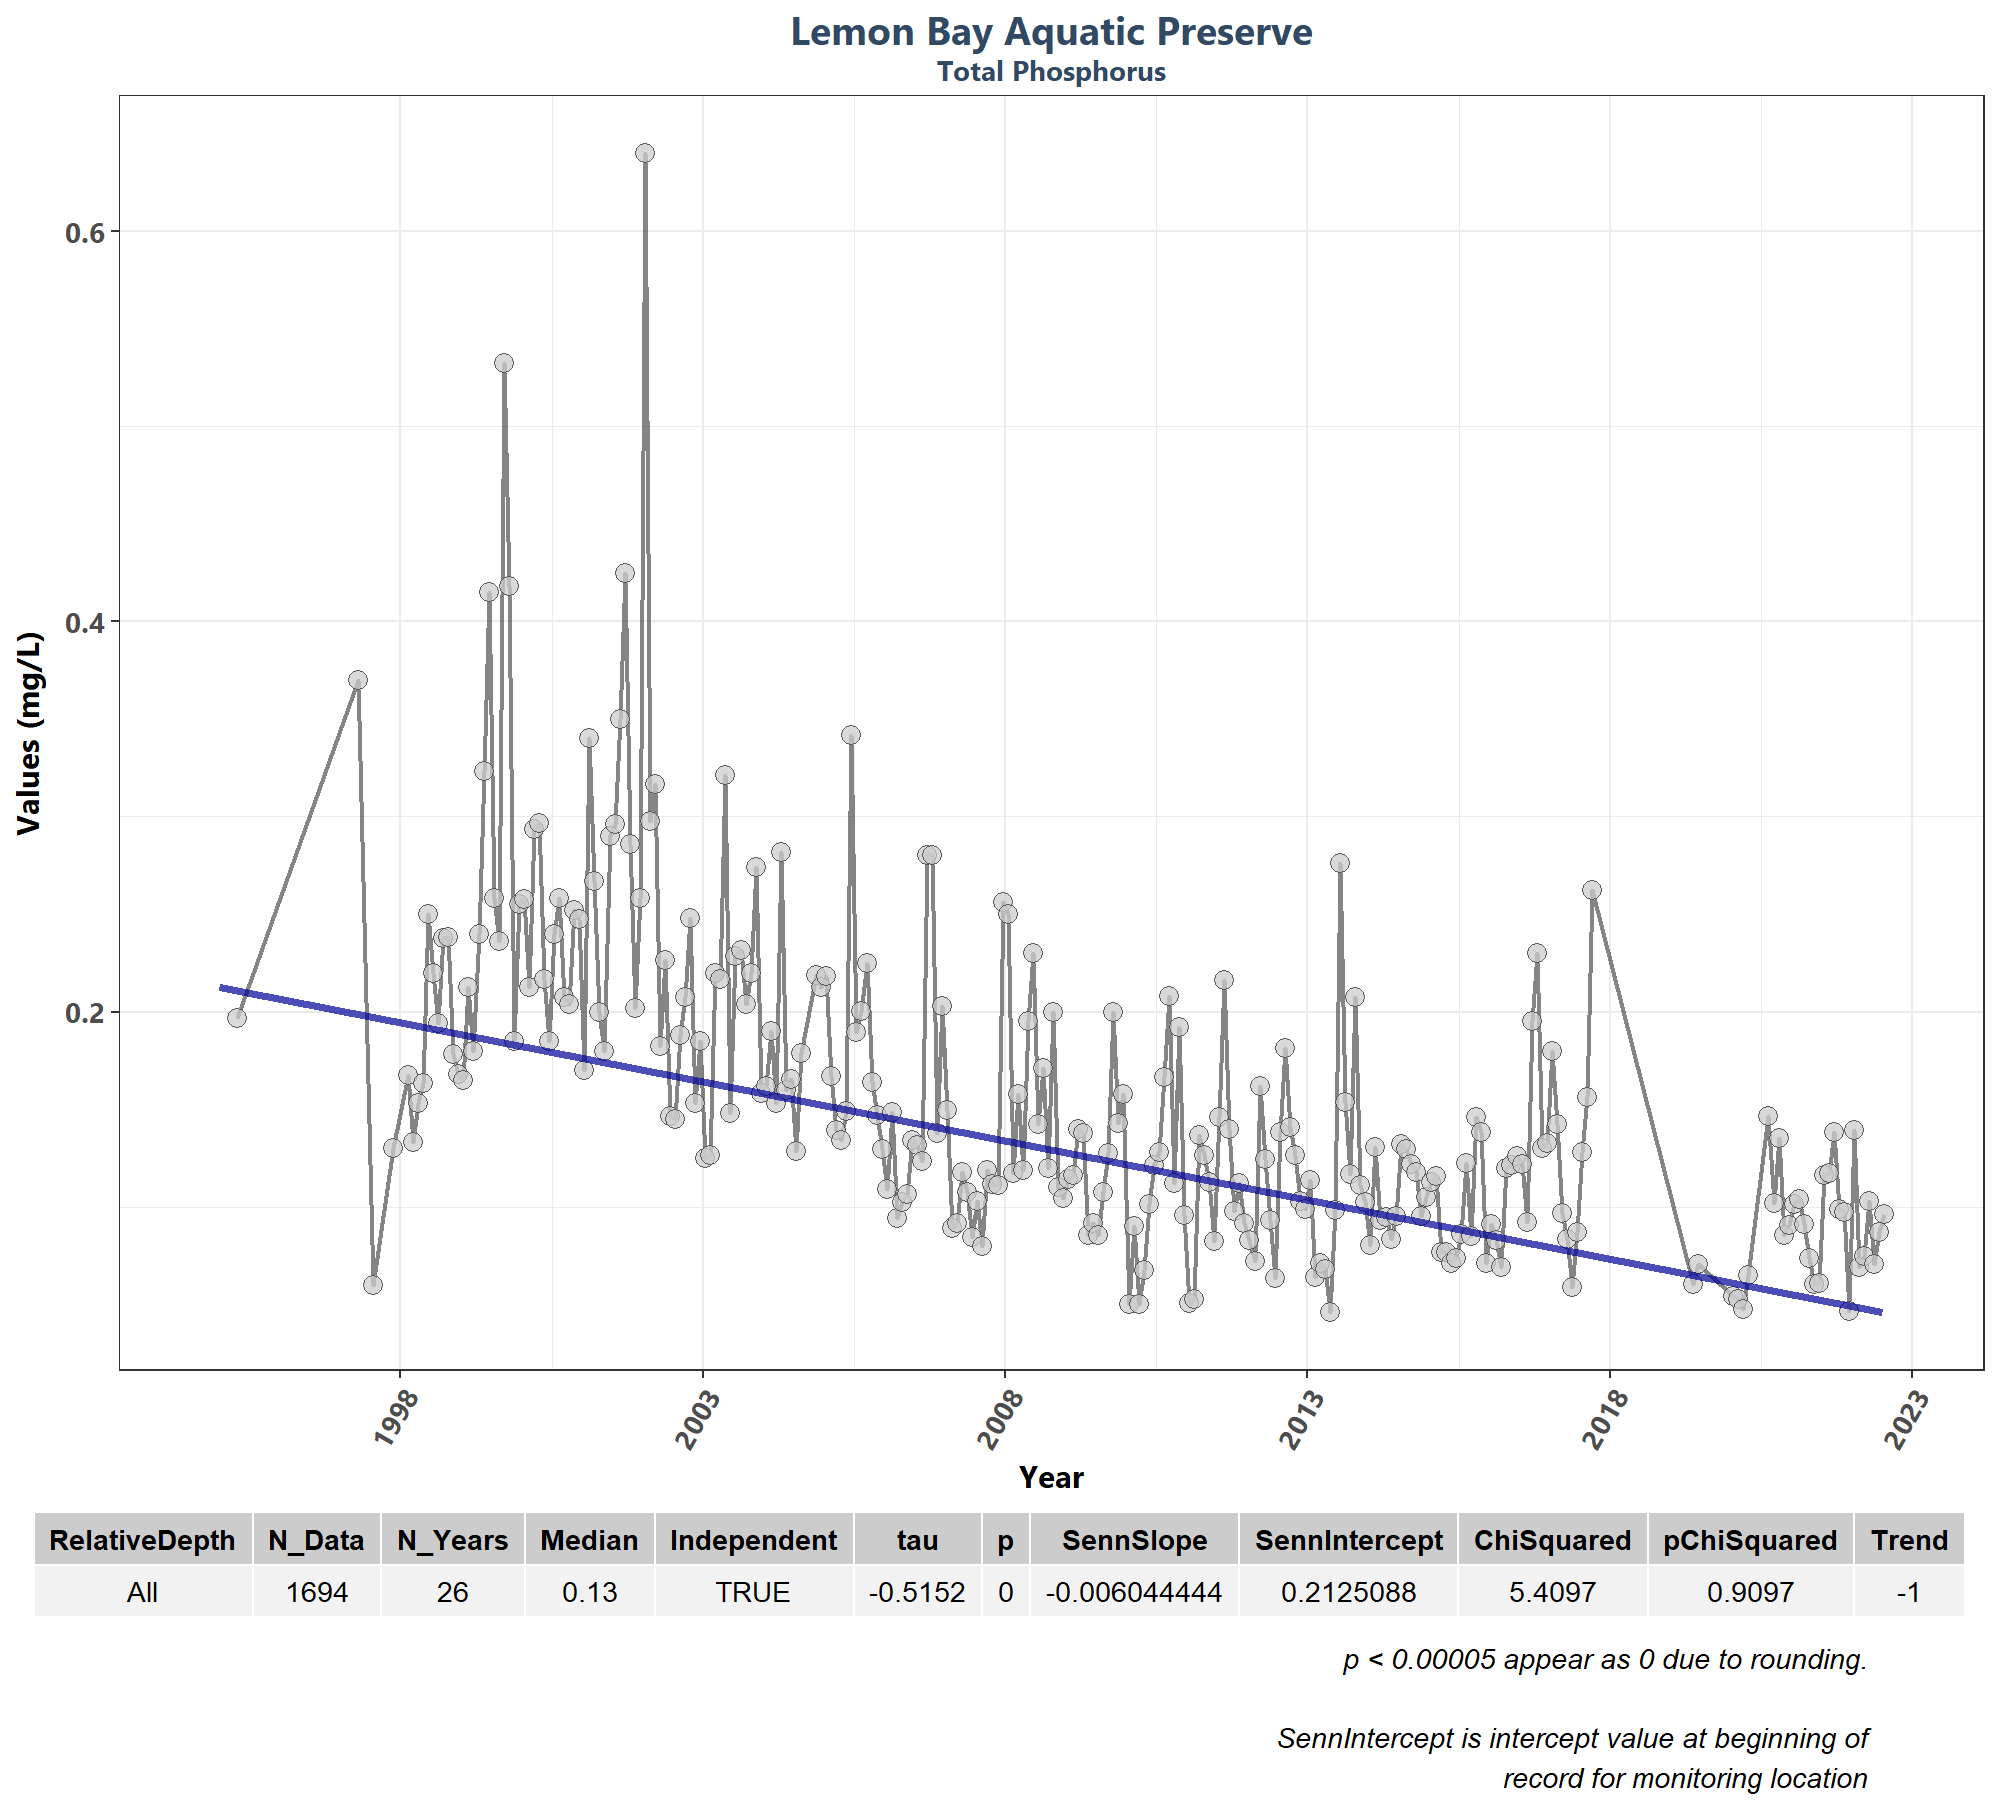 Lemon Bay Aquatic Preserve
Total Phosphorus
Values (mg/L)
0.6
0.4
0.2
1998 2003 2008 2013 2018 2023
Year
RelativeDepth N_Data N_Years Median Independent tau p SennSlope SennIntercept ChiSquared pChiSquared Trend
All 1694 26 0.13 TRUE -0.5152 0 -0.006044444 0.2125088 5.4097 0.9097 -1
p < 0.00005 appear as 0 due to rounding.
SennIntercept is intercept value at beginning of
record for monitoring location